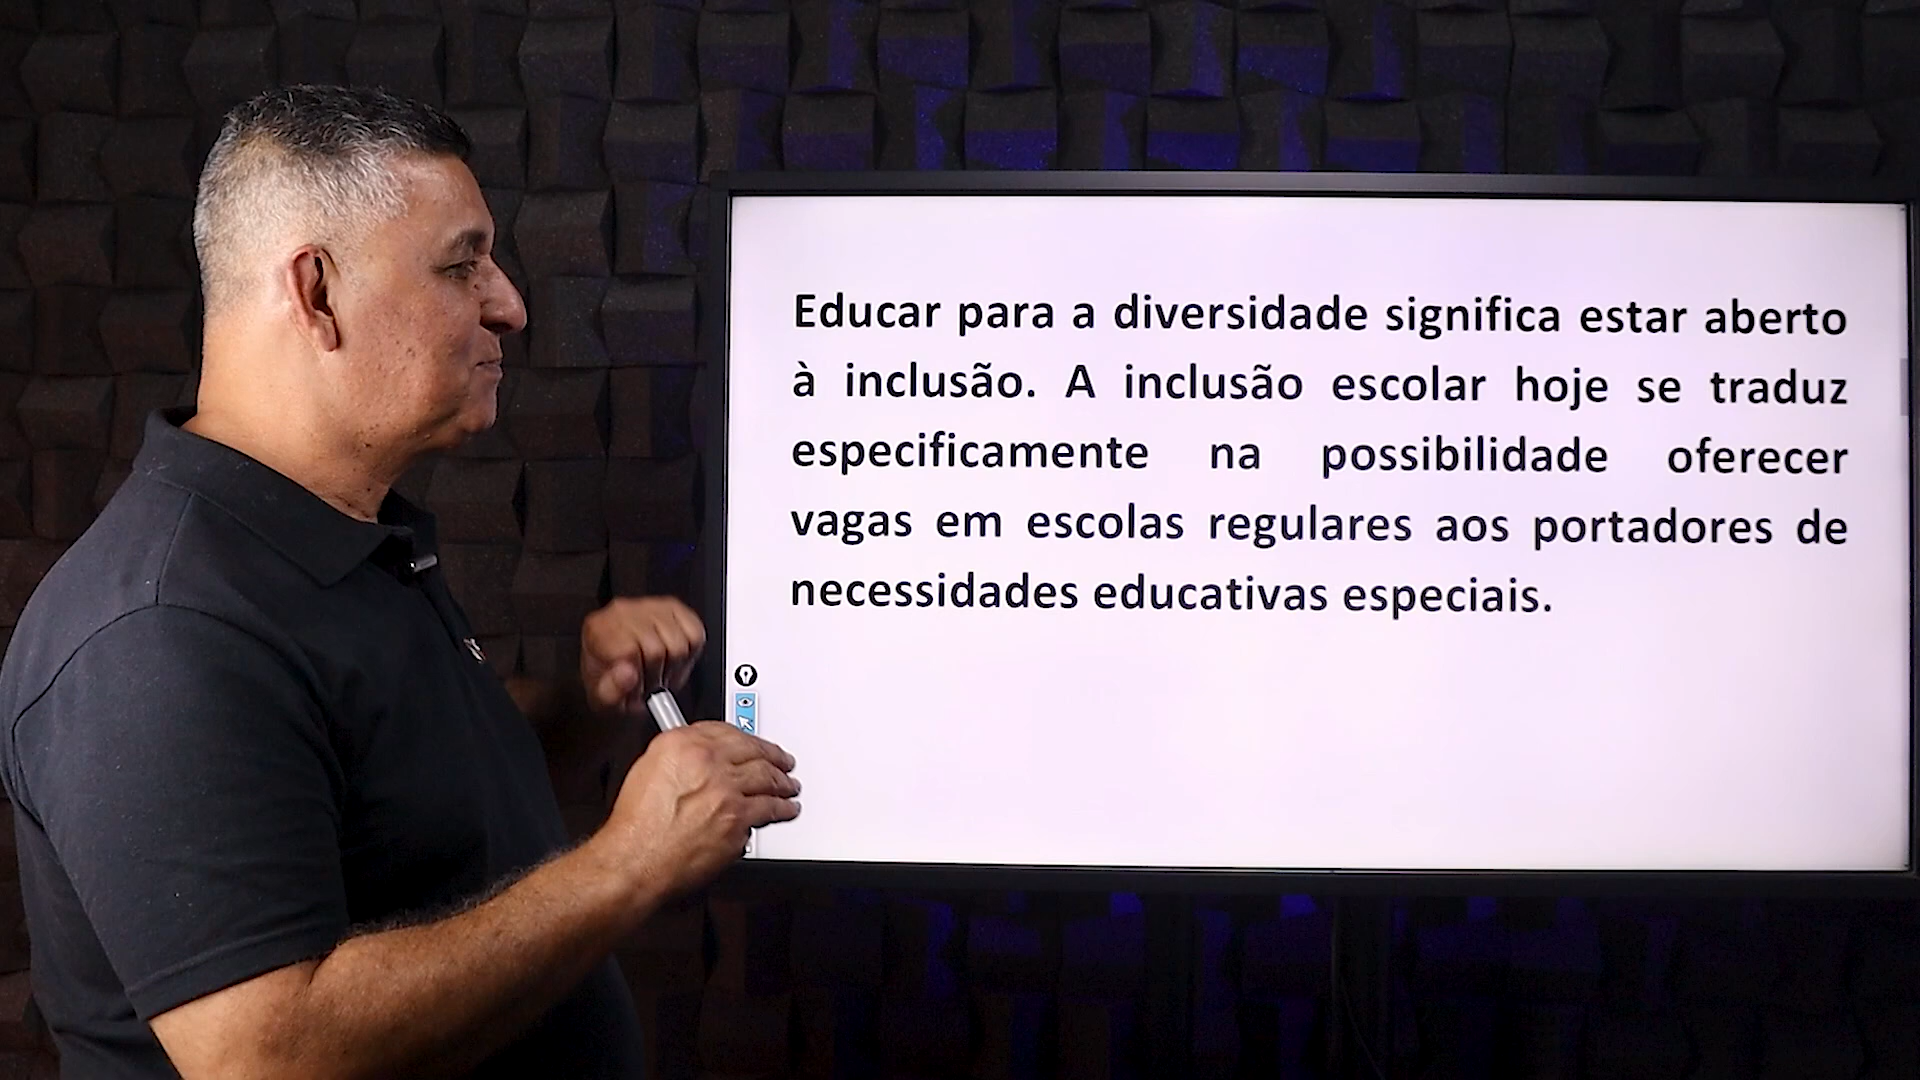 Educar para a diversidade significa estar aberto
à inclusão. A inclusão escolar hoje se traduz
especificamente na possibilidade oferecer
vagas em escolas regulares aos portadores de
necessidades educativas especiais.